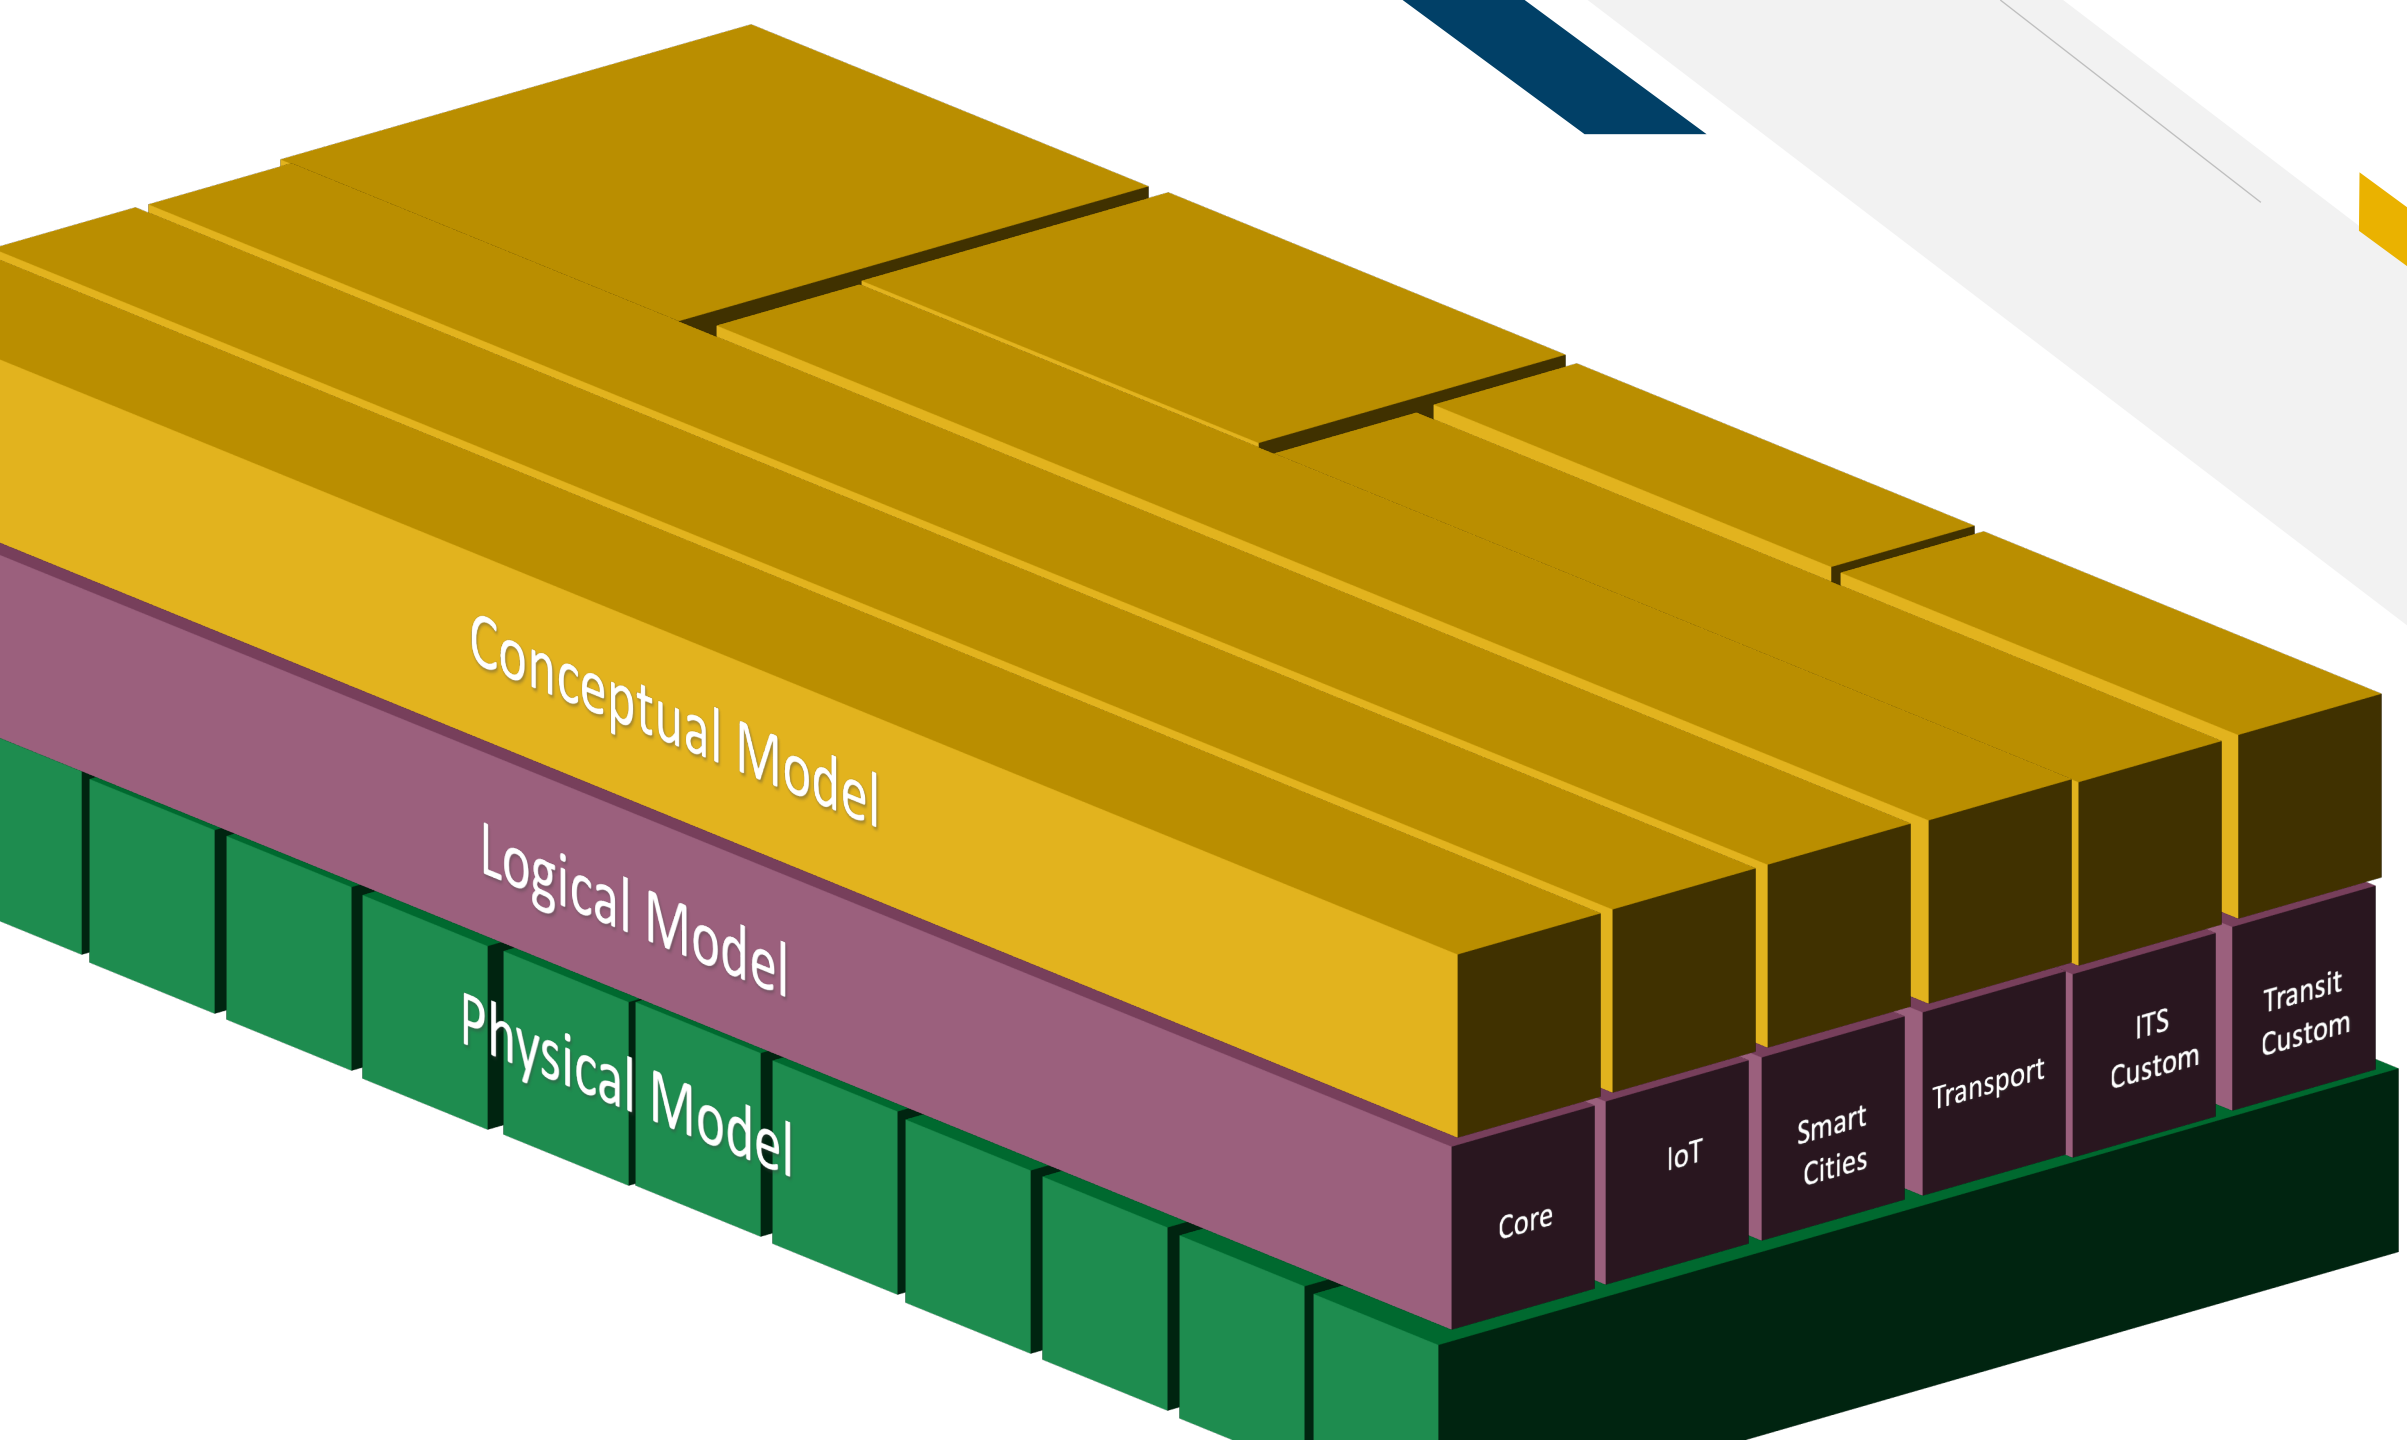 Conceptual Model
Logical Model
Physical Model
Core
IoT
Smart
Cities
Transport
ITS
Custom
Transit
Custom